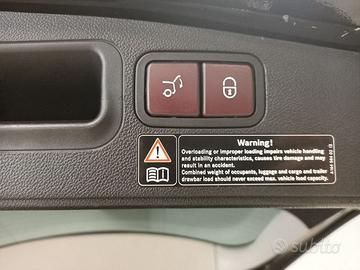 Warning!
Overloading or improper loading impairs vehicle handling
and stability characteristics, causes tire damage and may
result in an accident.
Combined weight of occupants, luggage and cargo and trailer
drawbar load should never exceed max. vehicle load capacity.
subito